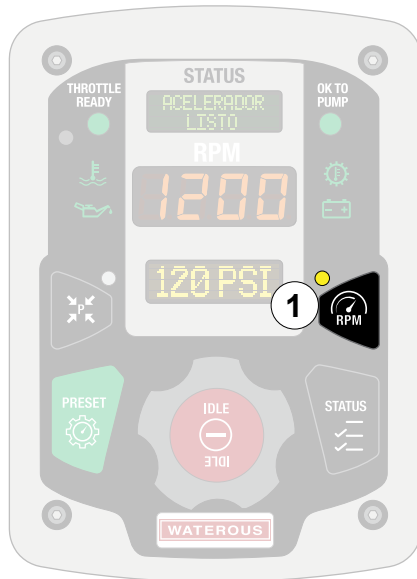 STATUS
THROTTLE
READY
OK TO
PUMP
ACELERADOR
LISTO
RPM
1200
120 PSI
P
1
RPM
PRESET
IDLE
IDLE
STATUS
WATEROUS